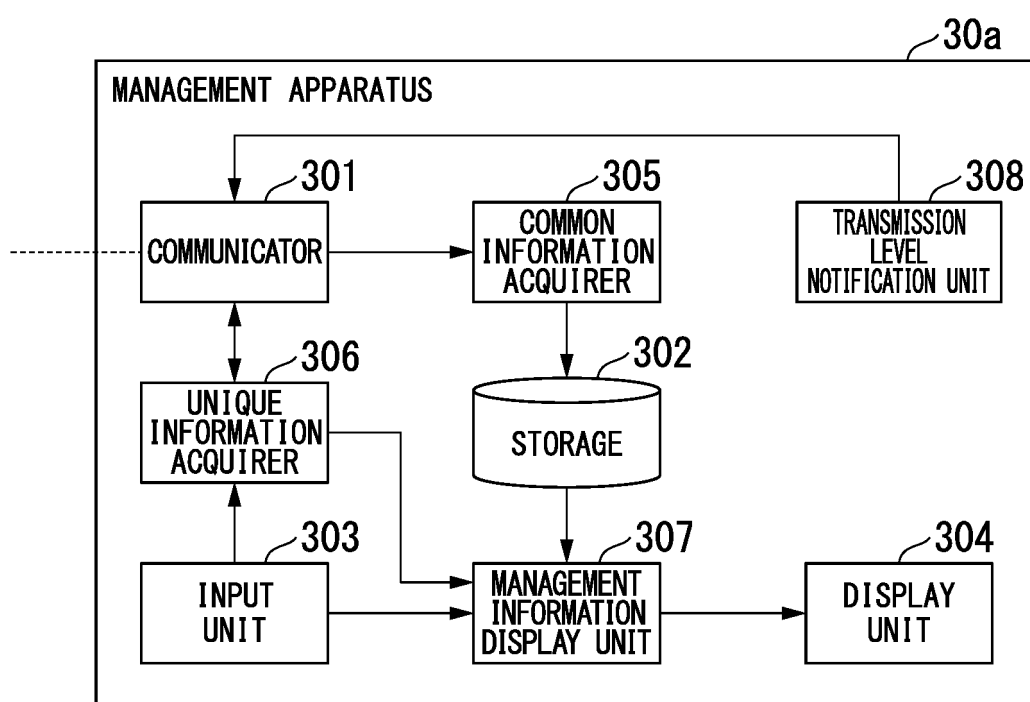 30a
MANAGEMENT APPARATUS
301
COMMUNICATOR
305
COMMON
INFORMATION
ACQUIRER
308
TRANSMISSION
LEVEL
NOTIFICATION UNIT
306
UNIQUE
INFORMATION
ACQUIRER
302
STORAGE
303
INPUT
UNIT
307
MANAGEMENT
INFORMATION
DISPLAY UNIT
304
DISPLAY
UNIT